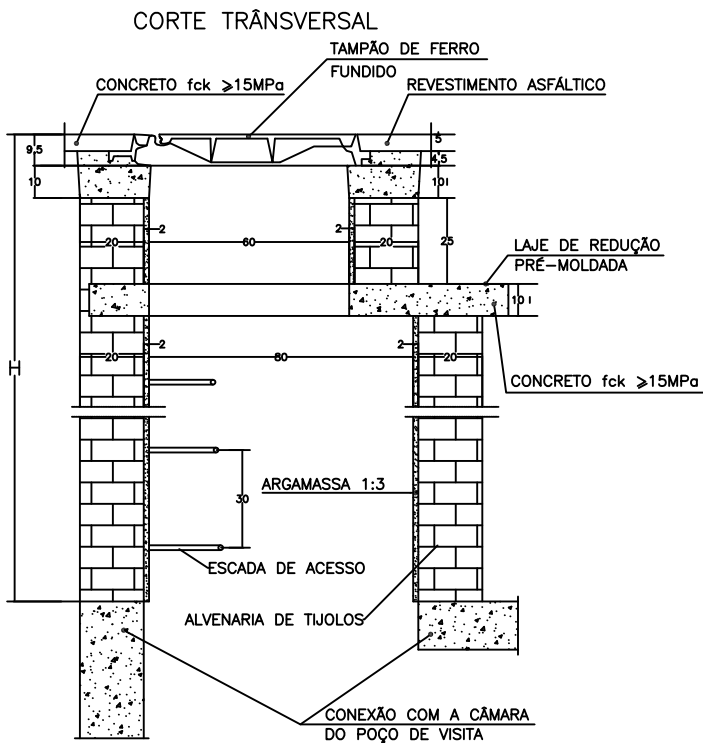 CORTE TRÂNSVERSAL
TAMPÃO DE FERRO
FUNDIDO
CONCRETO fck ⩾15MPa
REVESTIMENTO ASFÁLTICO
9,5
5
4,5
10
10
2
2
20
60
20
25
LAJE DE REDUÇÃO
PRÉ-MOLDADA
10
2
2
20
80
20
H
CONCRETO fck ⩾15MPa
ARGAMASSA 1:3
30
ESCADA DE ACESSO
ALVENARIA DE TIJOLOS
CONEXÃO COM A CÂMARA
DO POÇO DE VISITA